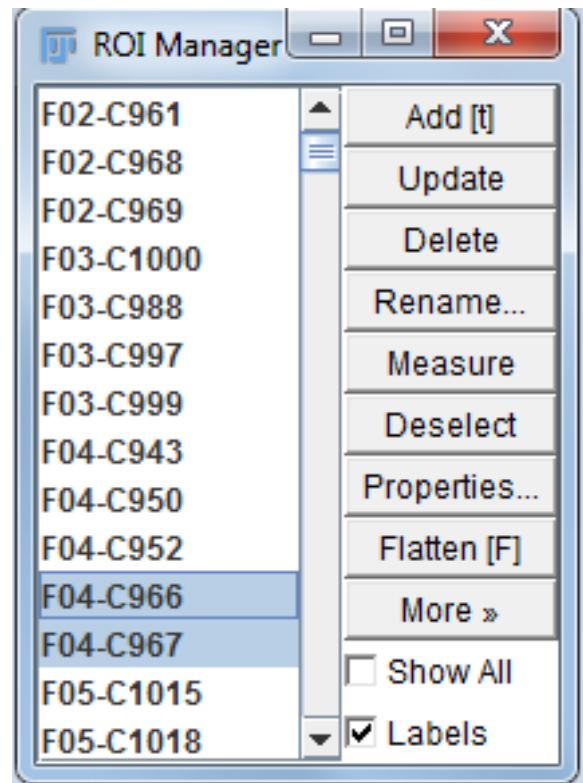 ROI Manager
F02-C961
F02-C968
F02-C969
F03-C1000
F03-C988
F03-C997
F03-C999
F04-C943
F04-C950
F04-C952
F04-C966
F04-C967
F05-C1015
F05-C1018
Add [t]
Update
Delete
Rename...
Measure
Deselect
Properties...
Flatten [F]
More »
Show All
Labels